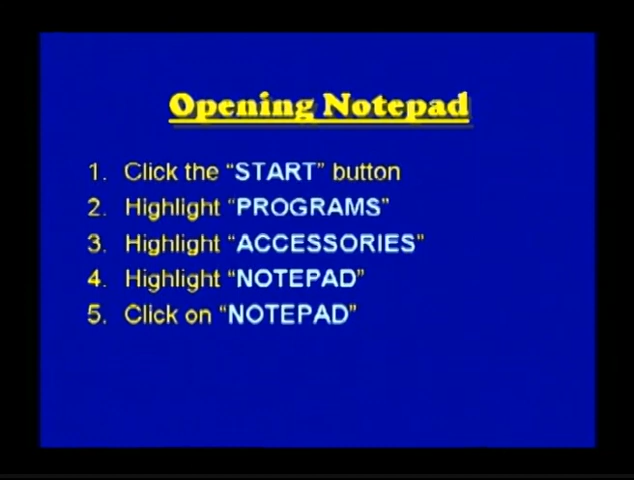 Opening Notepad
1. Click the “START” button
2. Highlight “PROGRAMS”
3. Highlight “ACCESSORIES”
4. Highlight “NOTEPAD”
5. Click on “NOTEPAD”